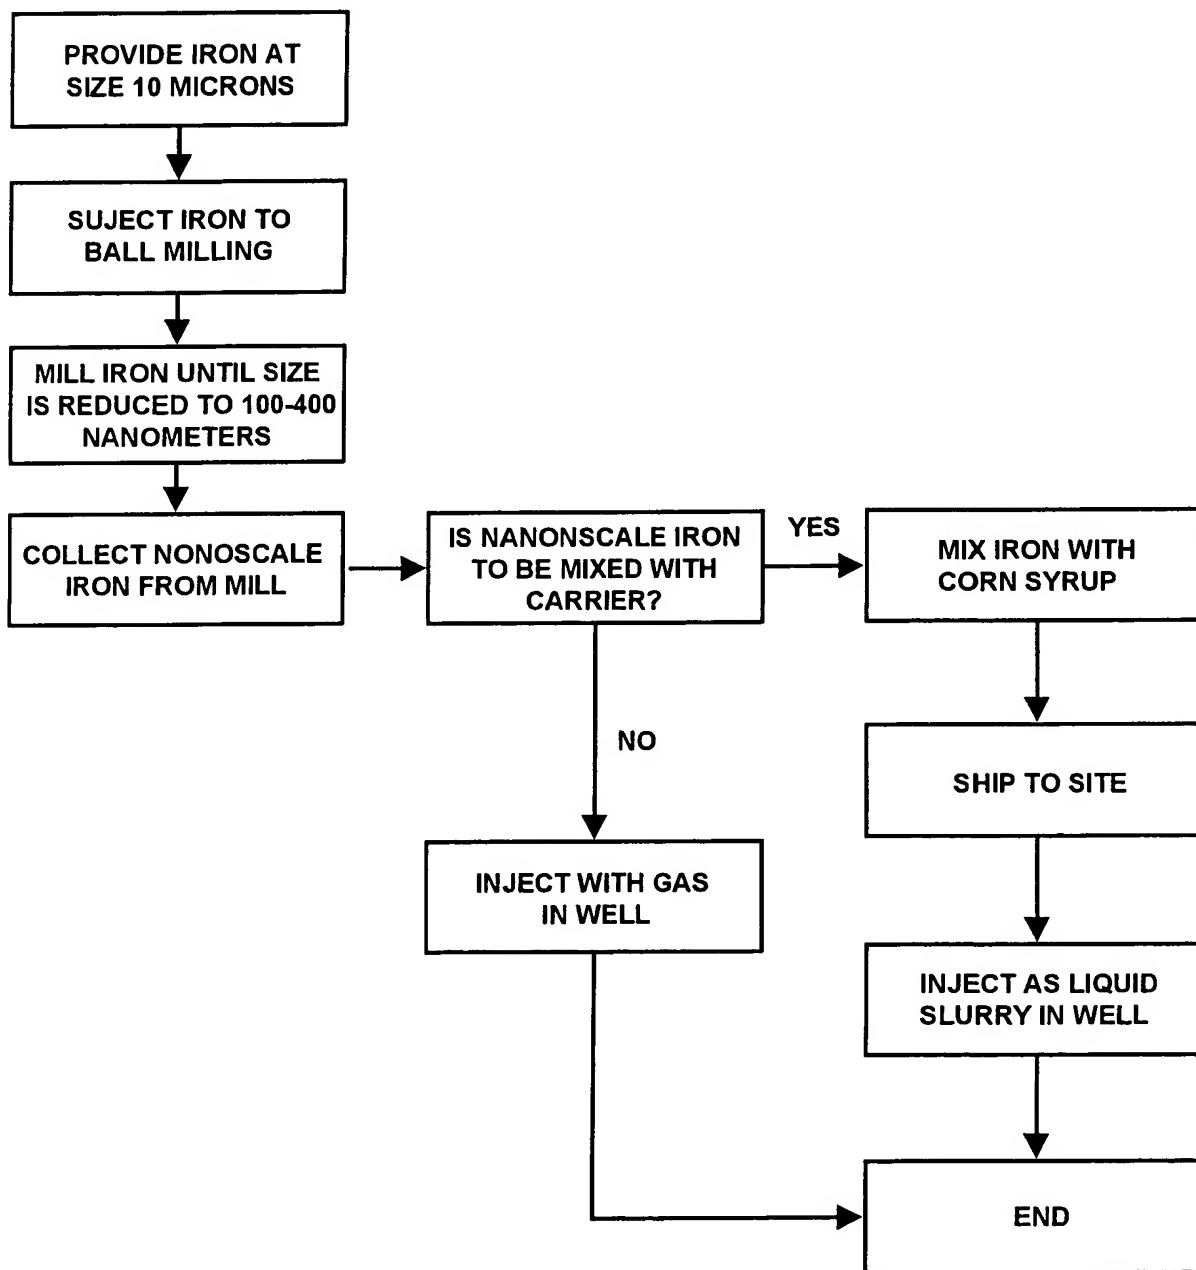 PROVIDE IRON AT
SIZE 10 MICRONS
SUJECT IRON TO
BALL MILLING
MILL IRON UNTIL SIZE
IS REDUCED TO 100-400
NANOMETERS
COLLECT NONOSCALE
IRON FROM MILL
IS NANONSCALE IRON
TO BE MIXED WITH
CARRIER?
YES
MIX IRON WITH
CORN SYRUP
NO
SHIP TO SITE
INJECT WITH GAS
IN WELL
INJECT AS LIQUID
SLURRY IN WELL
END